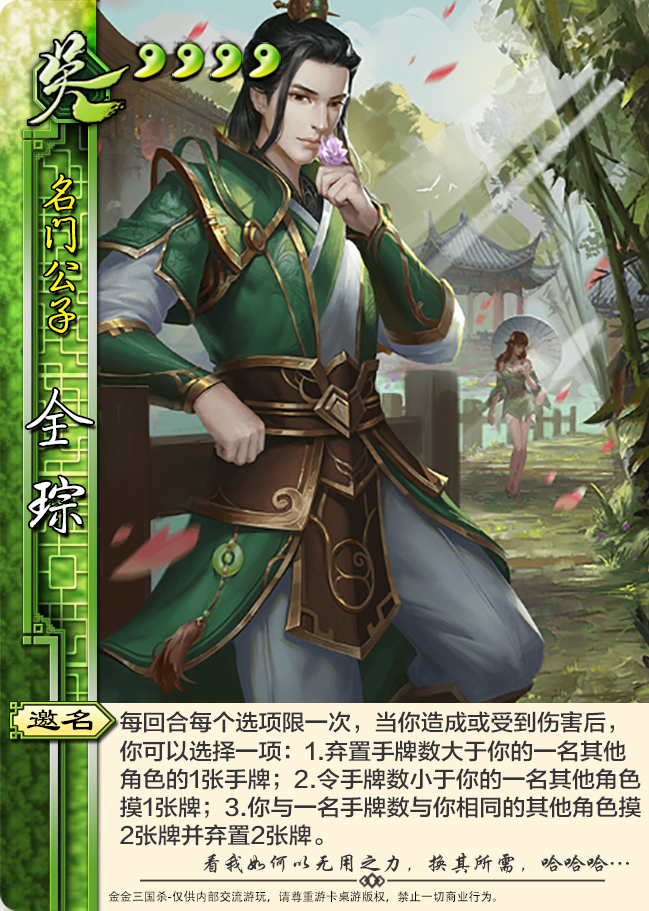 吴
名门公子
全琮
邀名
每回合每个选项限一次，当你造成或受到伤害后，
你可以选择一项：1.弃置手牌数大于你的一名其他
角色的1张手牌；2.令手牌数小于你的一名其他角色
摸1张牌；3.你与一名手牌数与你相同的其他角色摸
2张牌并弃置2张牌。
看我如何以无用之力，换其所需，哈哈哈…
金金三国杀-仅供内部交流游玩，请尊重游卡桌游版权，禁止一切商业行为。